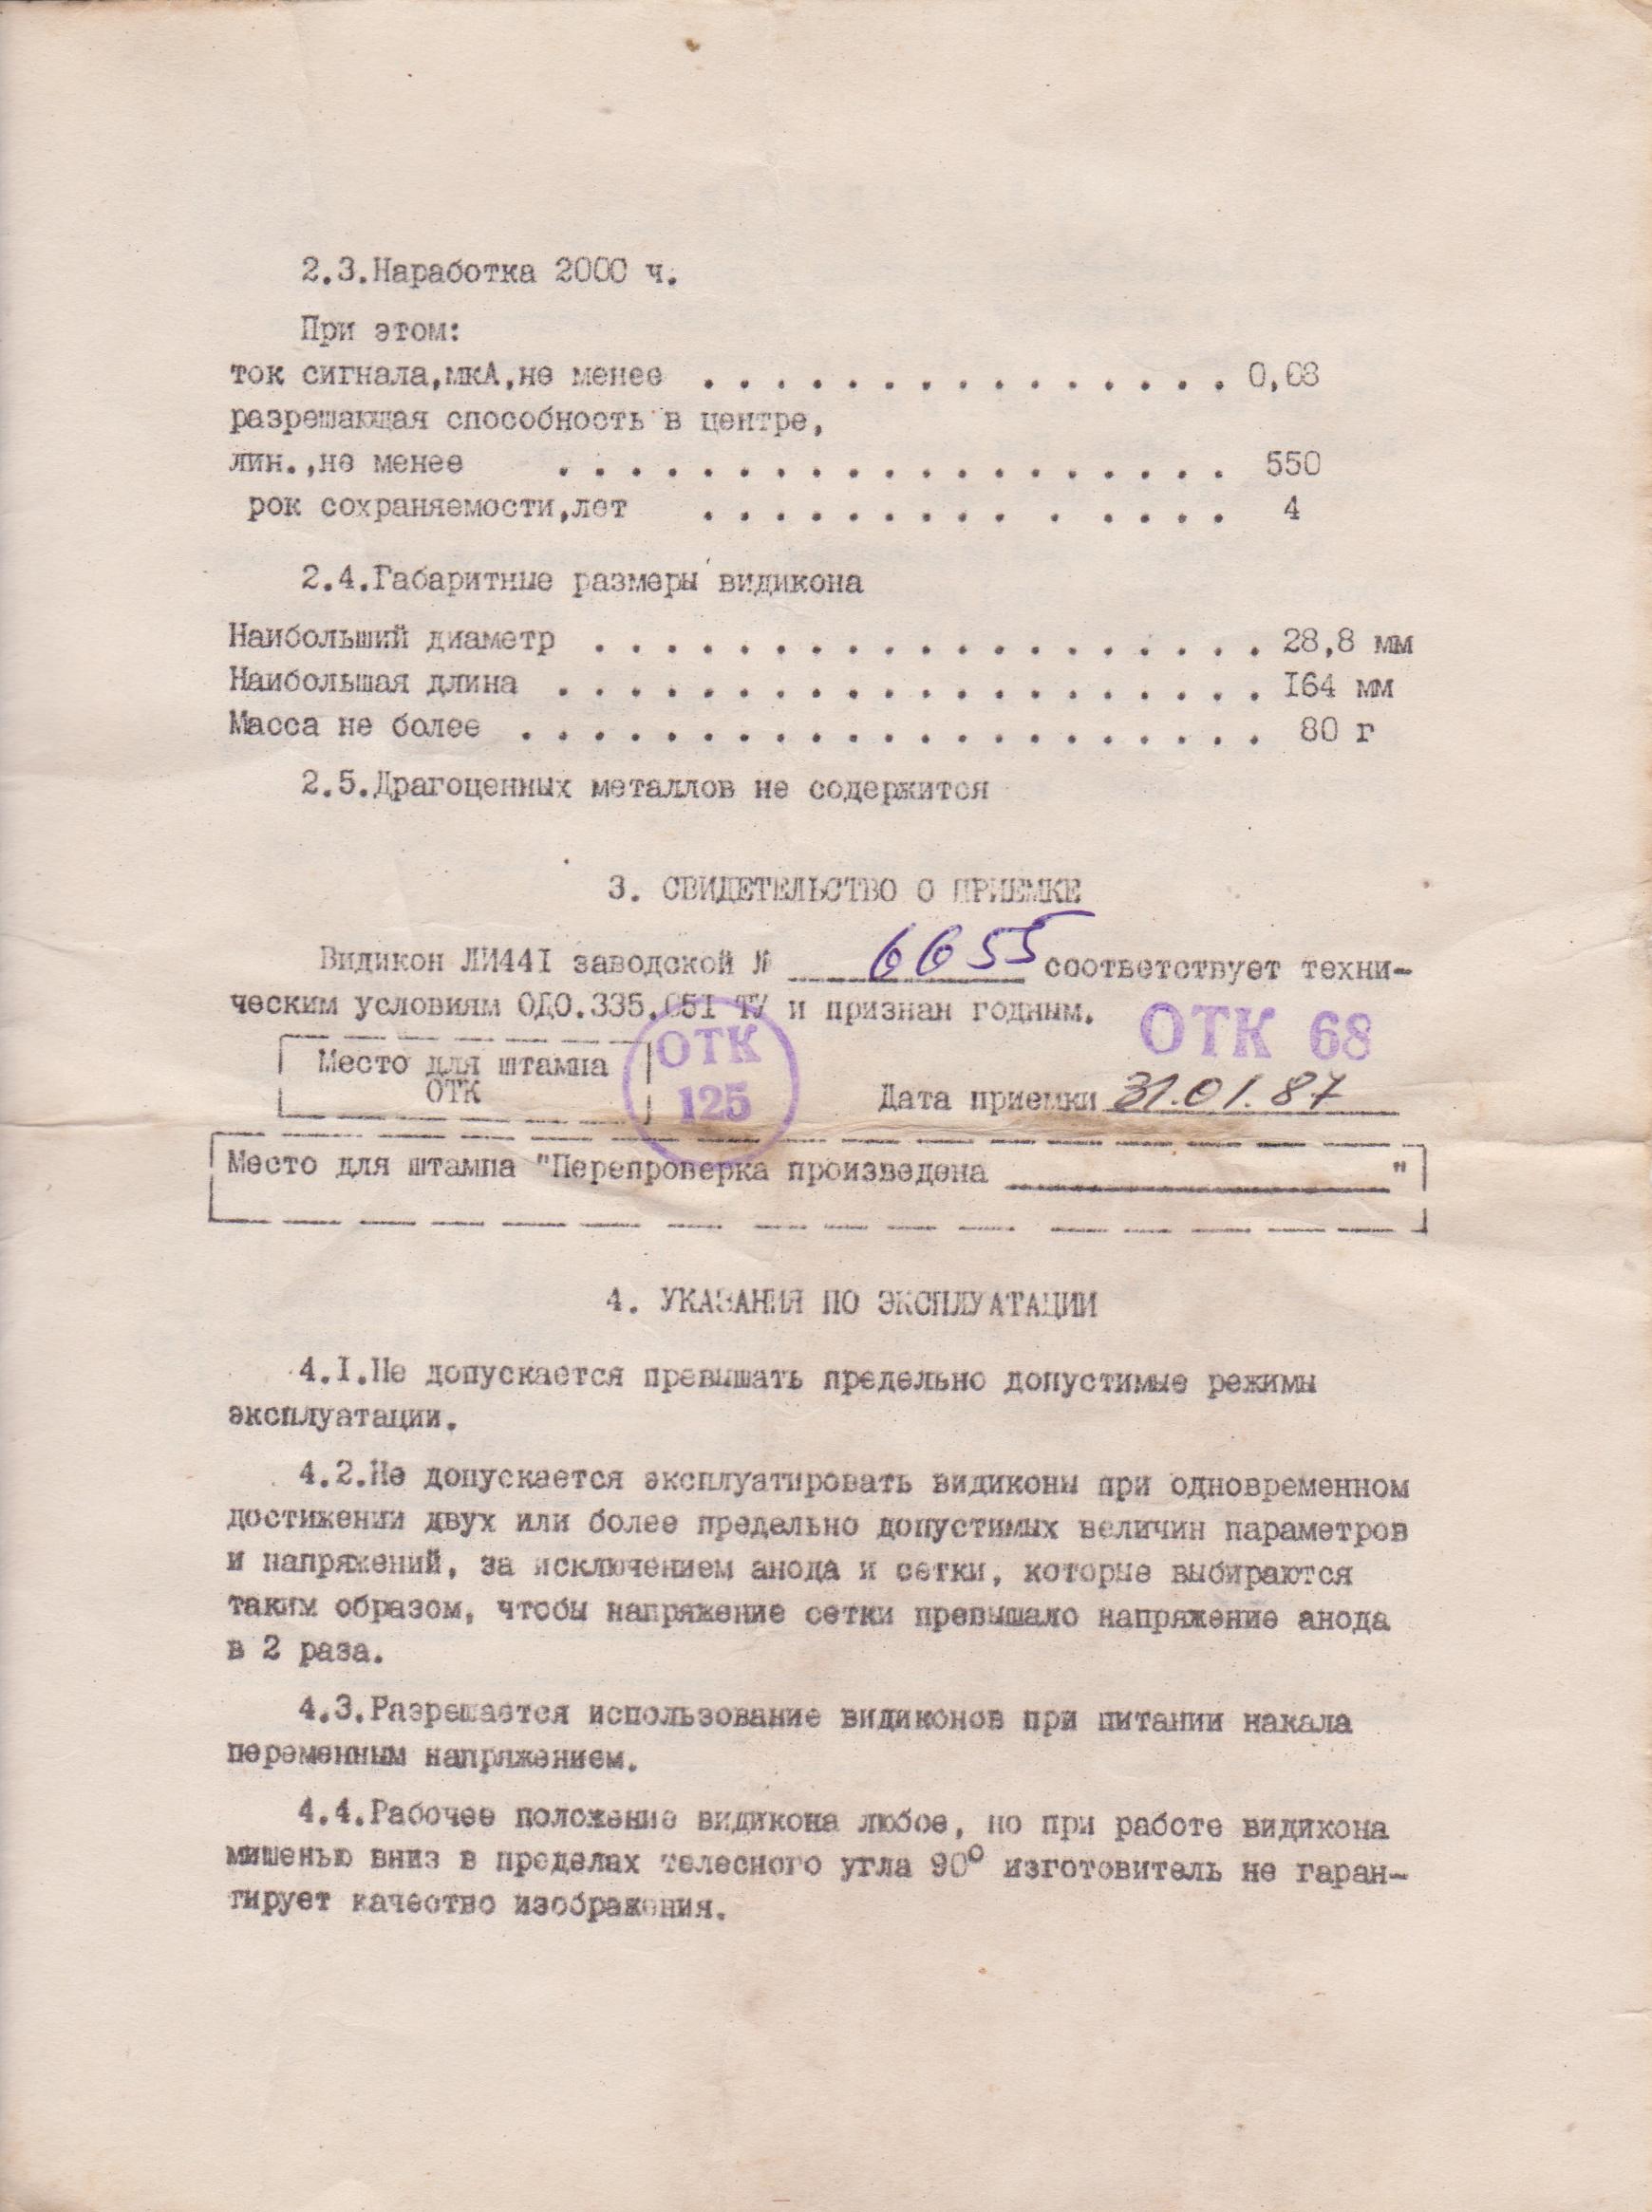 2.3.Наработка 2000 ч.
При этом:
ток сигнала,мкА,не менее . . . . . . . . . . . . . . . 0,08
разрешающая способность в центре,
лин.,не менее . . . . . . . . . . . . . . . . . . . 550
рок сохраняемости,лет . . . . . . . . . . . . . . 4
2.4.Габаритные размеры видикона
Наибольший диаметр . . . . . . . . . . . . . . . . . . . 28,8 мм
Наибольшая длина . . . . . . . . . . . . . . . . . . . . 164 мм
Масса не более . . . . . . . . . . . . . . . . . . . . . 80 г
2.5.Драгоценных металлов не содержится
3. СВИДЕТЕЛЬСТВО О ПРИЕМКЕ
Видикон ЛИ441 заводской № 6655 соответствует техни-
ческим условиям ОД0.335.051 ТУ и признан годным.
ОТК 68
Место для штампа
ОТК
ОТК
125
Дата приемки 31.01.87
Место для штампа "Перепроверка произведена ____________"
4. УКАЗАНИЯ ПО ЭКСПЛУАТАЦИИ
4.1.Не допускается превышать предельно допустимые режимы
эксплуатации.
4.2.Не допускается эксплуатировать видиконы при одновременном
достижении двух или более предельно допустимых величин параметров
и напряжений, за исключением анода и сетки, которые выбираются
таким образом, чтобы напряжение сетки превышало напряжение анода
в 2 раза.
4.3.Разрешается использование видиконов при питании накала
переменным напряжением.
4.4.Рабочее положение видикона любое, но при работе видикона
мишенью вниз в пределах телесного угла 90° изготовитель не гаран-
тирует качество изображения.